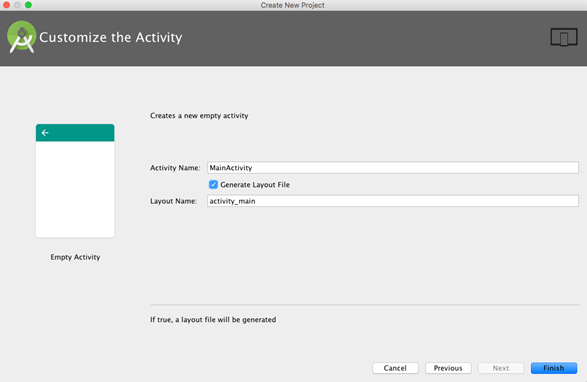 Create New Project
Customize the Activity
Creates a new empty activity
Activity Name: MainActivity
Generate Layout File
Layout Name: activity_main
Empty Activity
If true, a layout file will be generated
Cancel Previous Next Finish